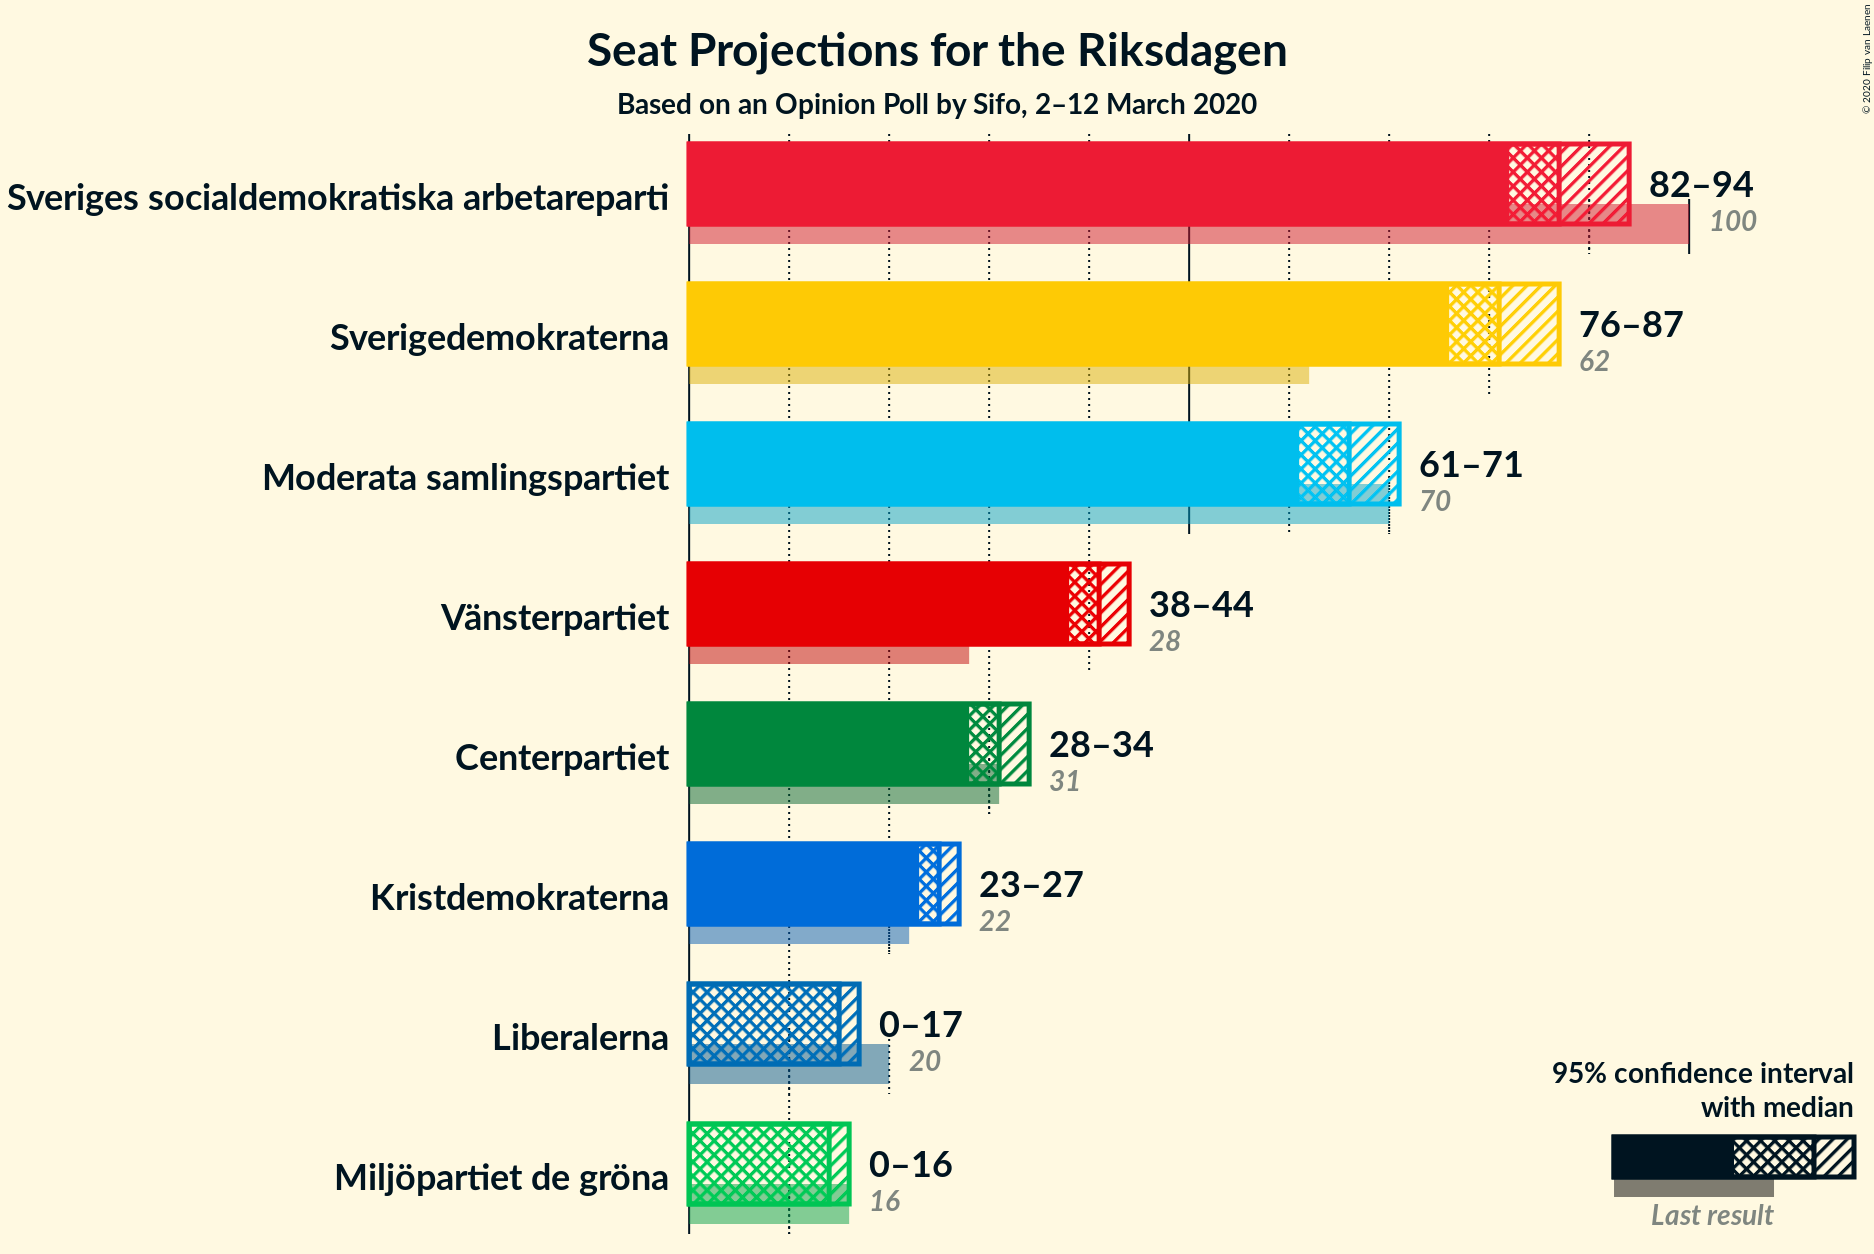 Seat Projections for the Riksdagen
Based on an Opinion Poll by Sifo, 2–12 March 2020
© 2020 Filip van Laenen
Sveriges socialdemokratiska arbetareparti
82–94
100
Sverigedemokraterna
76–87
62
Moderata samlingspartiet
61–71
70
Vänsterpartiet
38–44
28
Centerpartiet
28–34
31
Kristdemokraterna
23–27
22
Liberalerna
0–17
20
Miljöpartiet de gröna
0–16
16
95% confidence interval
with median
Last result